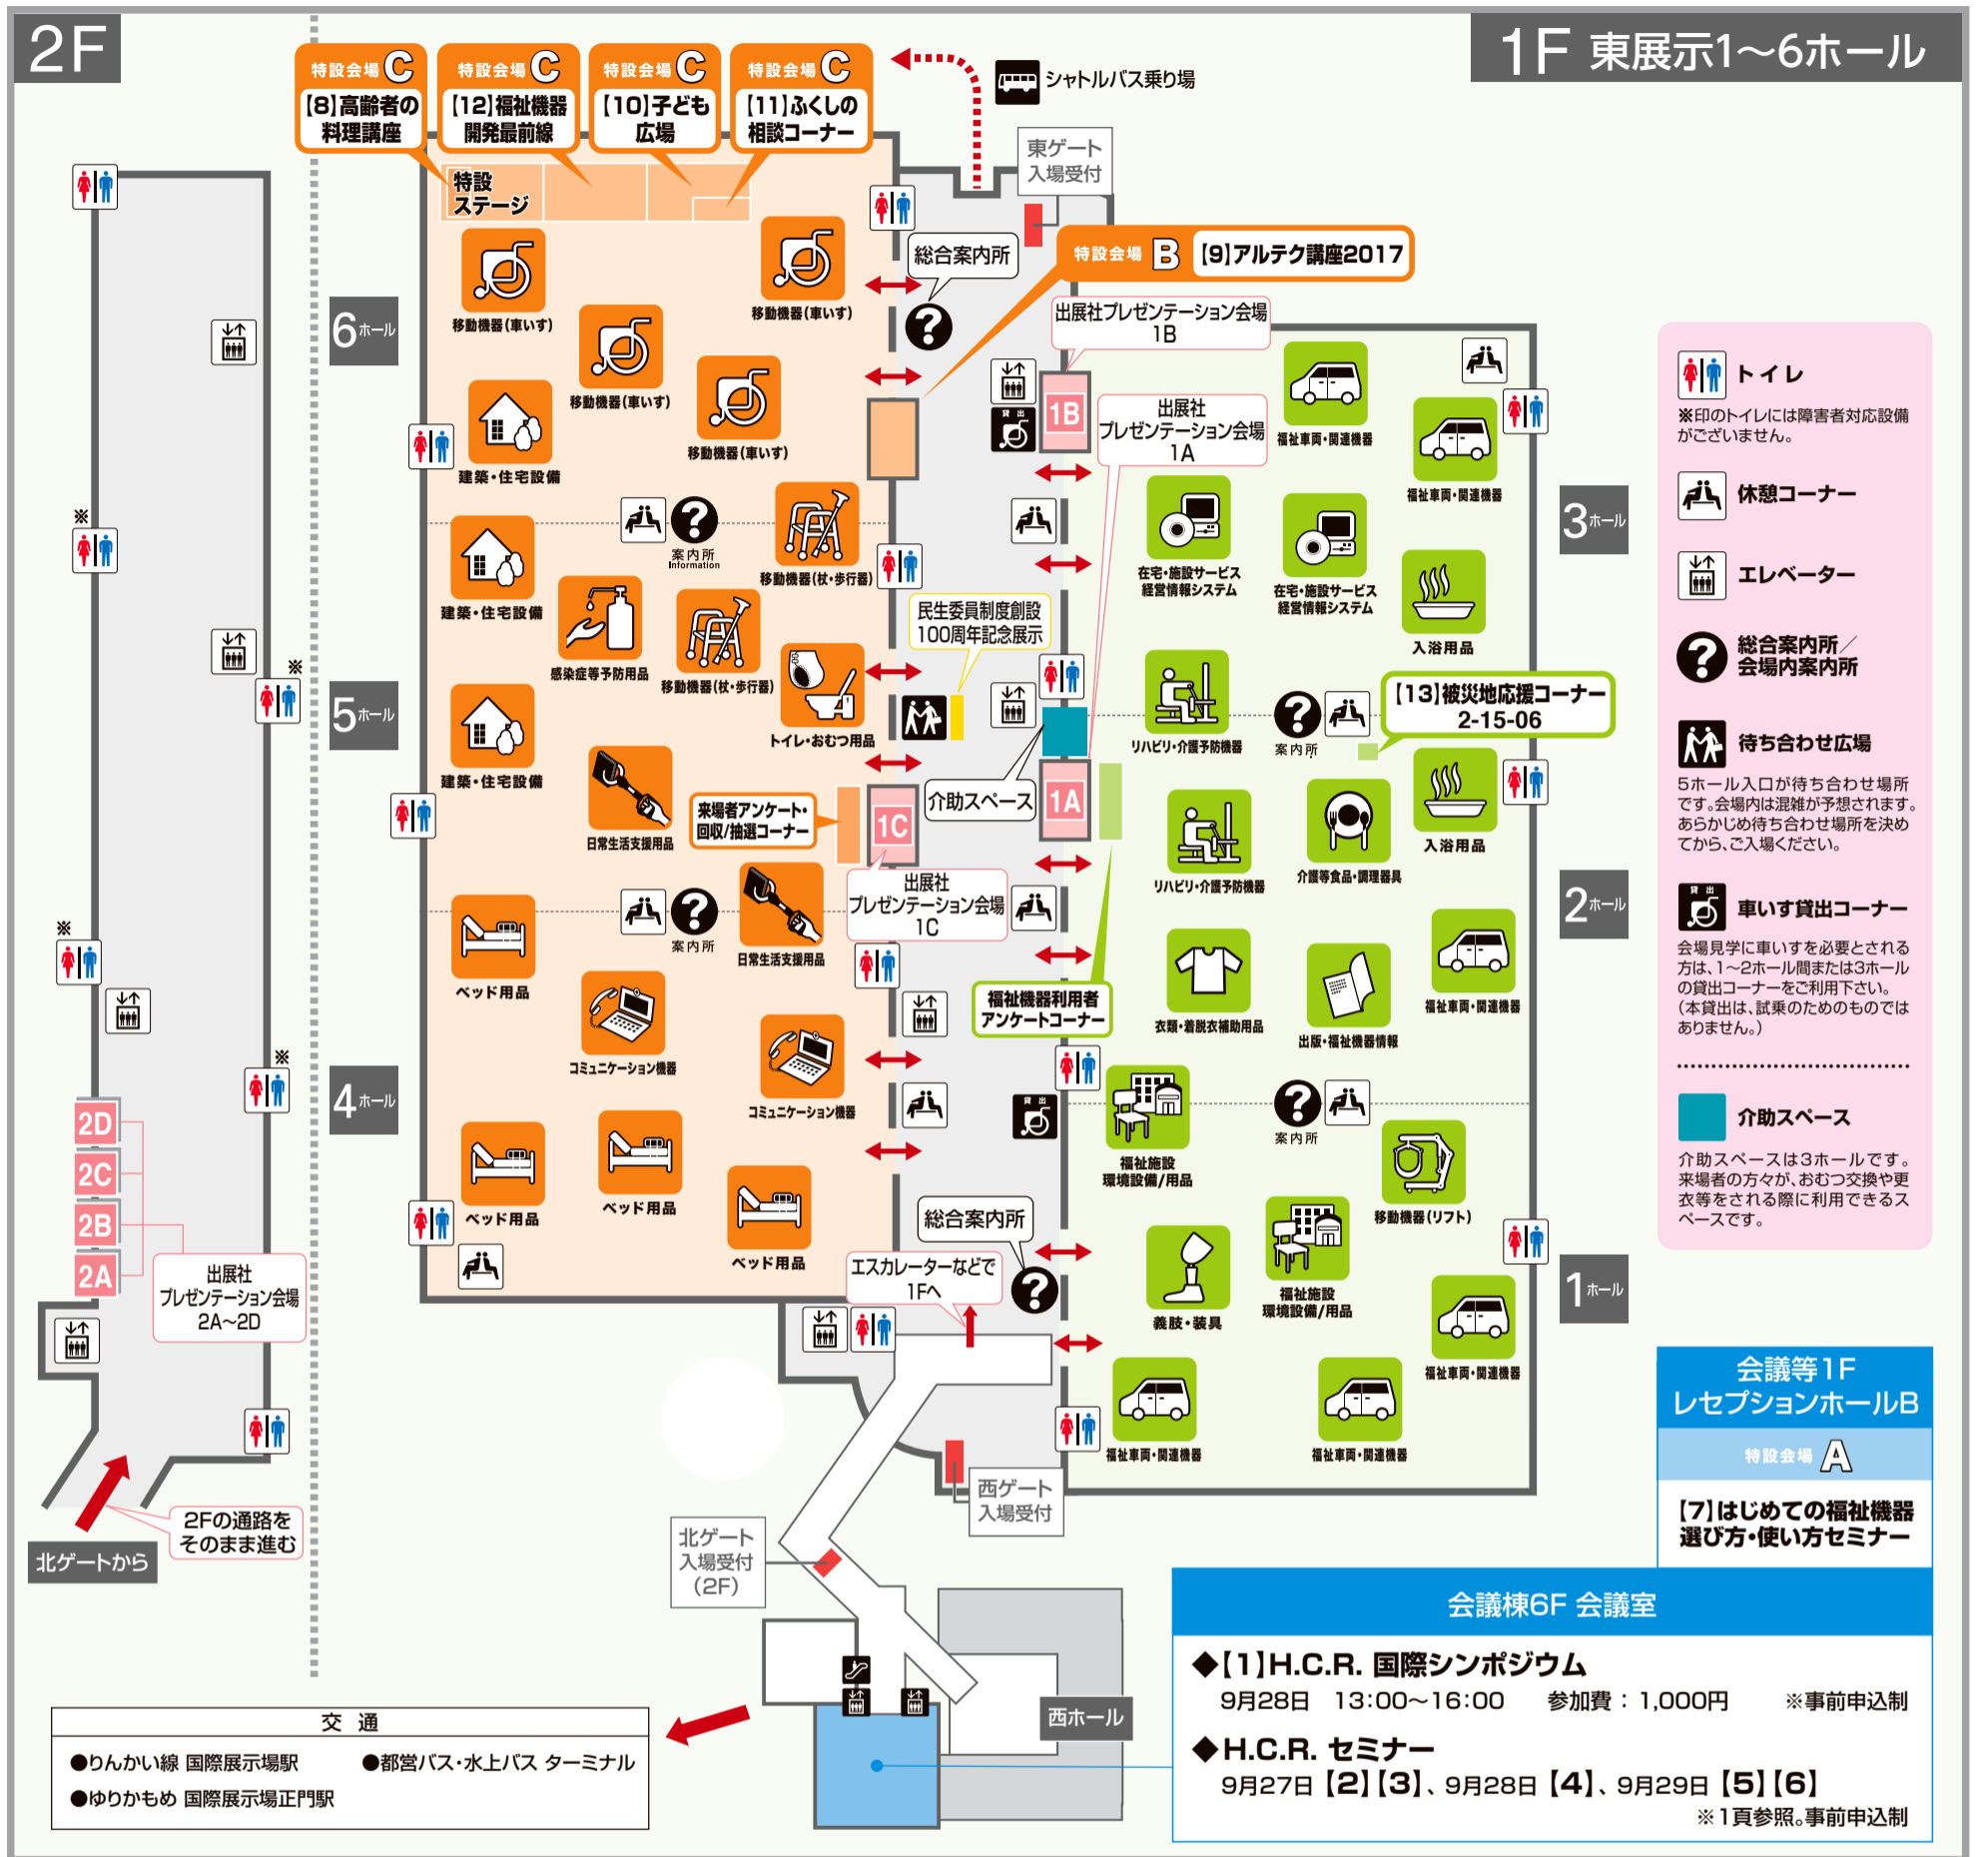 2F
1F 東展示1〜6ホール
特設会場 C
【8】高齢者の
料理講座
特設会場 C
【12】福祉機器
開発最前線
特設会場 C
【10】子ども
広場
特設会場 C
【11】ふくしの
相談コーナー
シャトルバス乗り場
東ゲート
入場受付
特設
ステージ
総合案内所
特設会場 B 【9】アルテク講座2017
6ホール
移動機器(車いす)
移動機器(車いす)
移動機器(車いす)
移動機器(車いす)
建築・住宅設備
出展社プレゼンテーション会場
1B
1B
貸出
出展社
プレゼンテーション会場
1A
福祉車両・関連機器
福祉車両・関連機器
3ホール
案内所
Information
移動機器(杖・歩行器)
建築・住宅設備
感染症等予防用品
移動機器(杖・歩行器)
民生委員制度創設
100周年記念展示
在宅・施設サービス
経営情報システム
在宅・施設サービス
経営情報システム
入浴用品
5ホール
トイレ・おむつ用品
建築・住宅設備
日常生活支援用品
来場者アンケート・
回収/抽選コーナー
1C
介助スペース
1A
出展社
プレゼンテーション会場
1C
リハビリ・介護予防機器
案内所
【13】被災地応援コーナー
2-15-06
入浴用品
リハビリ・介護予防機器
介護等食品・調理器具
2ホール
案内所
日常生活支援用品
ベッド用品
コミュニケーション機器
コミュニケーション機器
福祉機器利用者
アンケートコーナー
衣類・着脱衣補助用品
出版・福祉機器情報
福祉車両・関連機器
4ホール
ベッド用品
ベッド用品
ベッド用品
貸出
総合案内所
エスカレーターなどで
1Fへ
福祉施設
環境設備/用品
案内所
移動機器(リフト)
福祉施設
環境設備/用品
義肢・装具
1ホール
福祉車両・関連機器
福祉車両・関連機器
福祉車両・関連機器
※
※
※
※
2D
2C
2B
2A
出展社
プレゼンテーション会場
2A〜2D
2Fの通路を
そのまま進む
北ゲートから
西ゲート
入場受付
北ゲート
入場受付
(2F)
西ホール
トイレ
※印のトイレには障害者対応設備
がございません。
休憩コーナー
エレベーター
総合案内所／
会場内案内所
待ち合わせ広場
5ホール入口が待ち合わせ場所
です。会場内は混雑が予想されます。
あらかじめ待ち合わせ場所を決め
てから、ご入場ください。
貸出
車いす貸出コーナー
会場見学に車いすを必要とされる
方は、1〜2ホール間または3ホール
の貸出コーナーをご利用下さい。
(本貸出は、試乗のためのものでは
ありません。)
介助スペース
介助スペースは3ホールです。
来場者の方々が、おむつ交換や更
衣等をされる際に利用できるス
ペースです。
会議等1F
レセプションホールB
特設会場 A
【7】はじめての福祉機器
選び方・使い方セミナー
会議棟6F 会議室
◆【1】H.C.R. 国際シンポジウム
9月28日 13:00〜16:00 参加費：1,000円 ※事前申込制
◆H.C.R. セミナー
9月27日【2】【3】、9月28日【4】、9月29日【5】【6】
※1頁参照。事前申込制
交 通
●りんかい線 国際展示場駅 ●都営バス・水上バス ターミナル
●ゆりかもめ 国際展示場正門駅